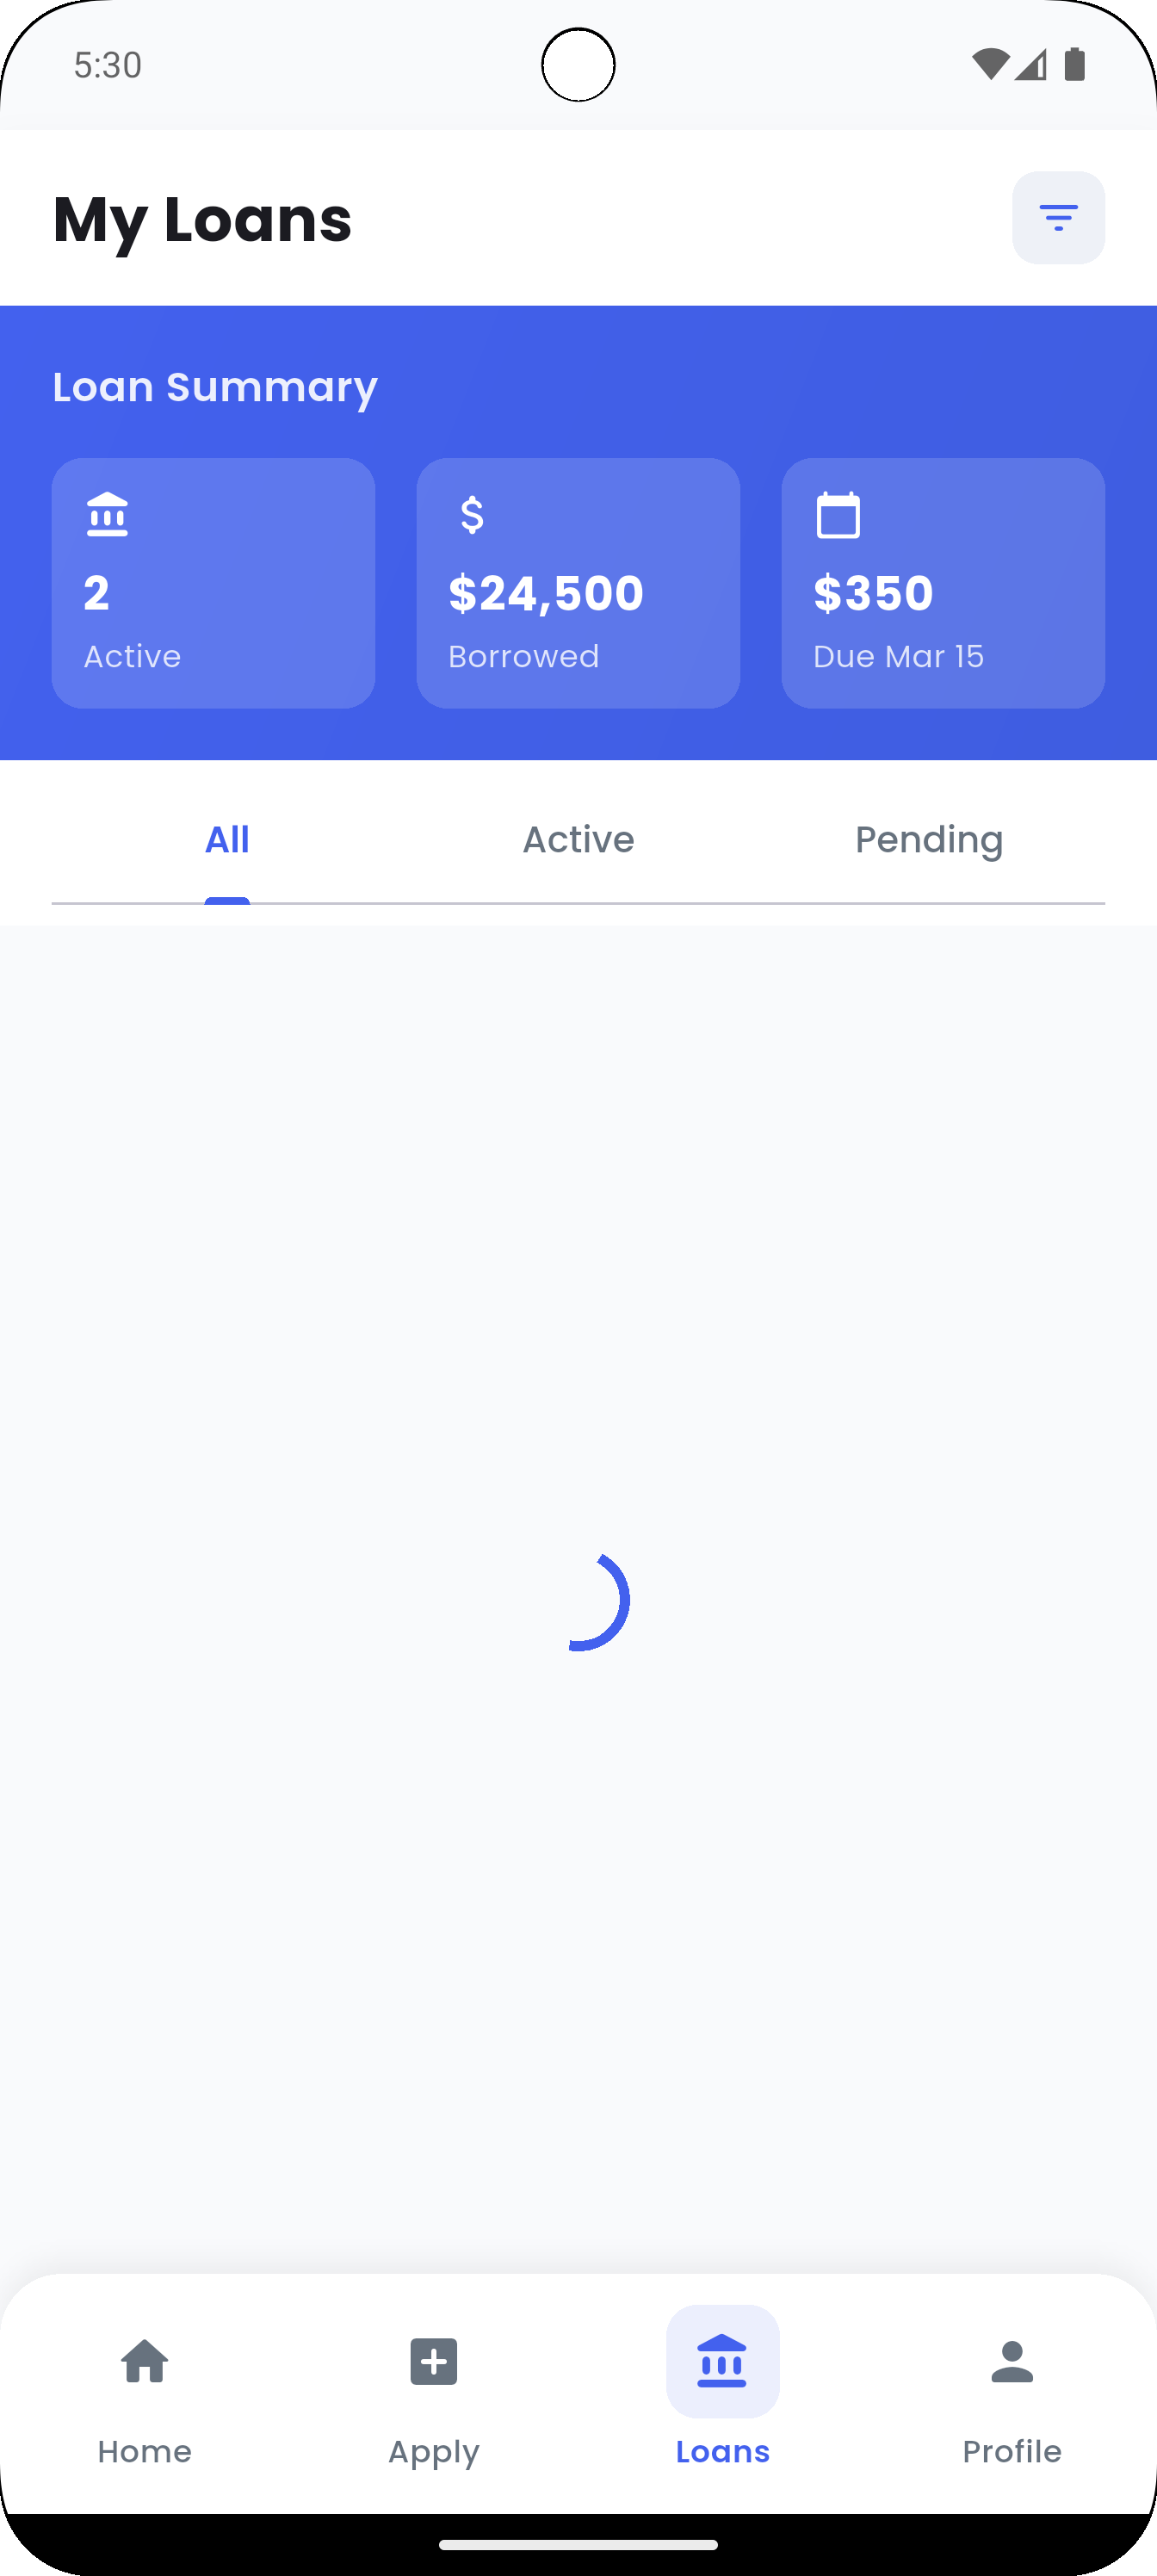 5:30
My Loans
Loan Summary
2
Active
$24,500
Borrowed
$350
Due Mar 15
All
Active
Pending
Home
Apply
Loans
Profile